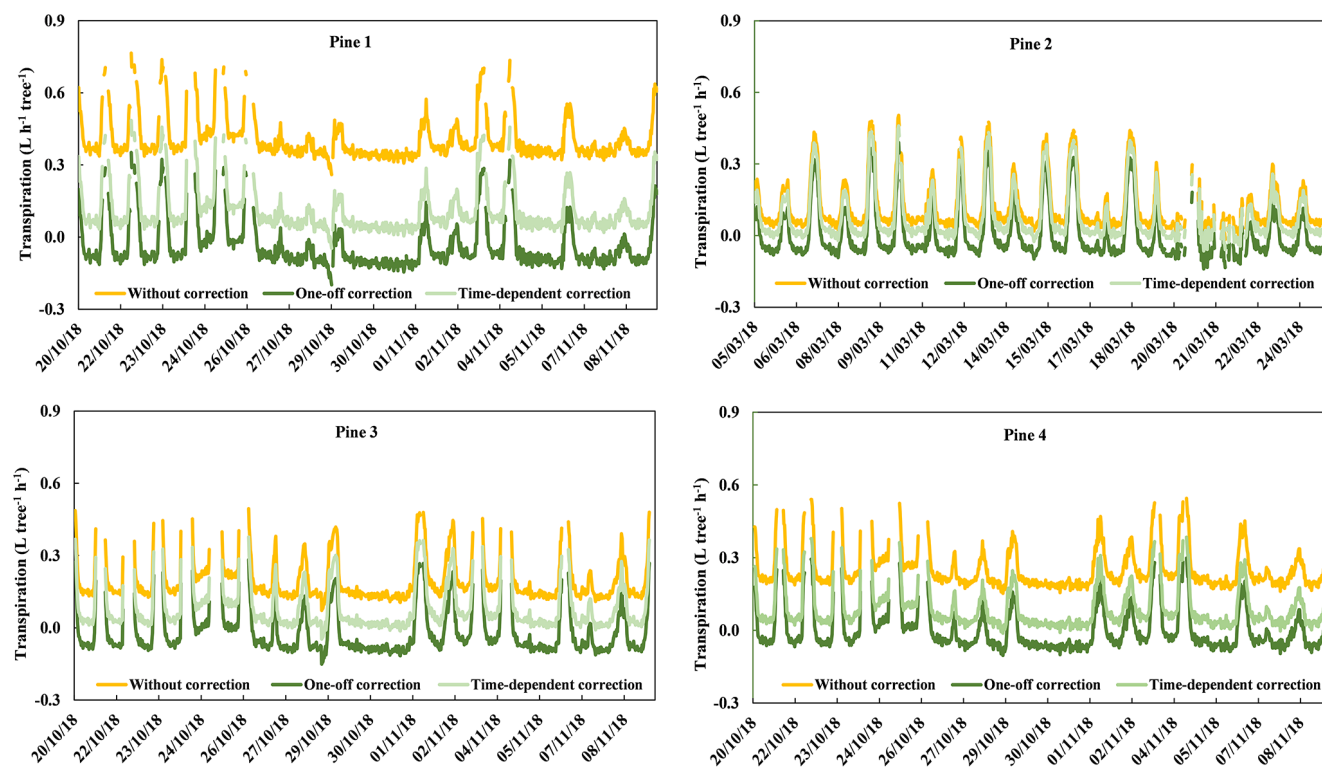 Pine 1
Transpiration (L h-1 tree-1)
0.9
0.6
0.3
0.0
-0.3
Without correction One-off correction Time-dependent correction
20/10/18 22/10/18 23/10/18 24/10/18 26/10/18 27/10/18 29/10/18 30/10/18 01/11/18 02/11/18 04/11/18 05/11/18 07/11/18 08/11/18
Pine 2
Transpiration (L tree-1 h-1)
0.9
0.6
0.3
0.0
-0.3
Without correction One-off correction Time-dependent correction
05/03/18 06/03/18 08/03/18 09/03/18 11/03/18 12/03/18 14/03/18 15/03/18 17/03/18 18/03/18 20/03/18 21/03/18 22/03/18 24/03/18
Pine 3
Transpiration (L tree-1 h-1)
0.9
0.6
0.3
0.0
-0.3
Without correction One-off correction Time-dependent correction
20/10/18 22/10/18 23/10/18 24/10/18 26/10/18 27/10/18 29/10/18 30/10/18 01/11/18 02/11/18 04/11/18 05/11/18 07/11/18 08/11/18
Pine 4
Transpiration (L tree-1 h-1)
0.9
0.6
0.3
0.0
-0.3
Without correction One-off correction Time-dependent correction
20/10/18 22/10/18 23/10/18 24/10/18 26/10/18 27/10/18 29/10/18 30/10/18 01/11/18 02/11/18 04/11/18 05/11/18 07/11/18 08/11/18